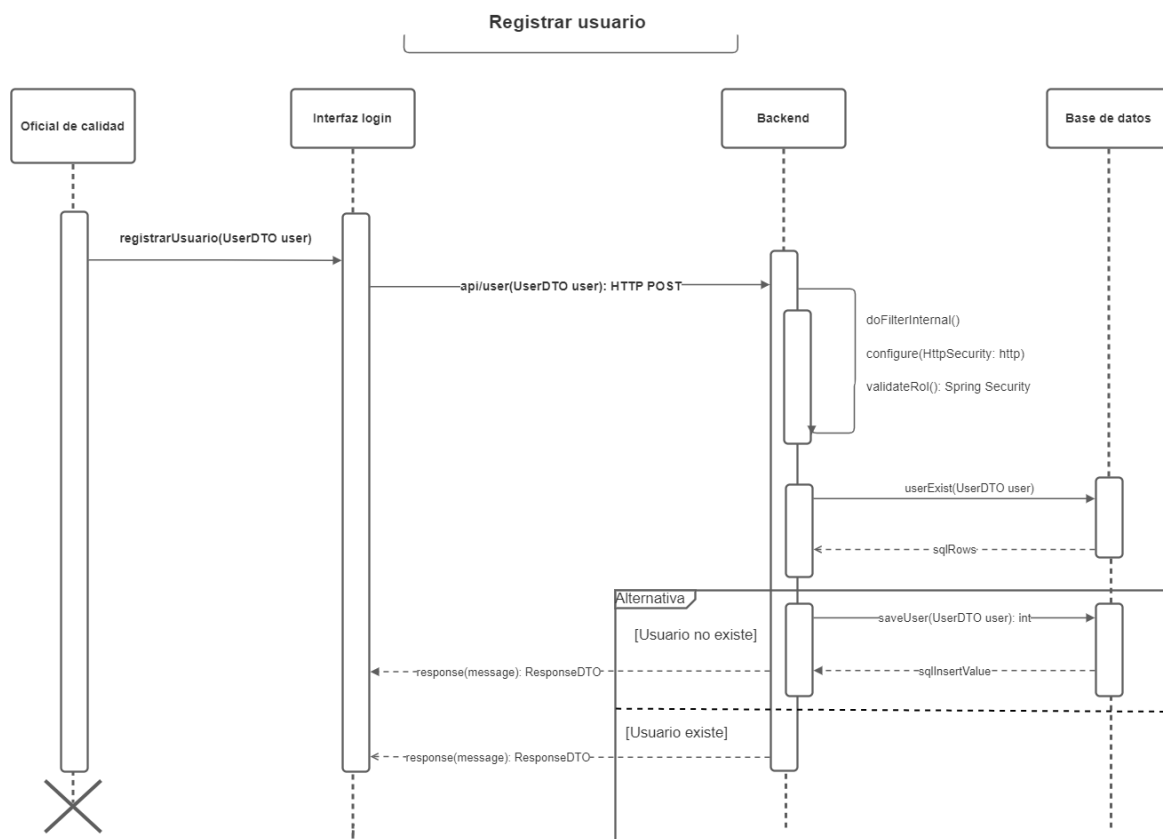 Registrar usuario
Oficial de calidad
Interfaz login
Backend
Base de datos
registrarUsuario(UserDTO user)
api/user(UserDTO user): HTTP POST
doFilterInternal()
configure(HttpSecurity: http)
validateRol(): Spring Security
userExist(UserDTO user)
sqlRows
Alternativa
saveUser(UserDTO user): int
[Usuario no existe]
response(message): ResponseDTO
sqlInsertValue
[Usuario existe]
response(message): ResponseDTO